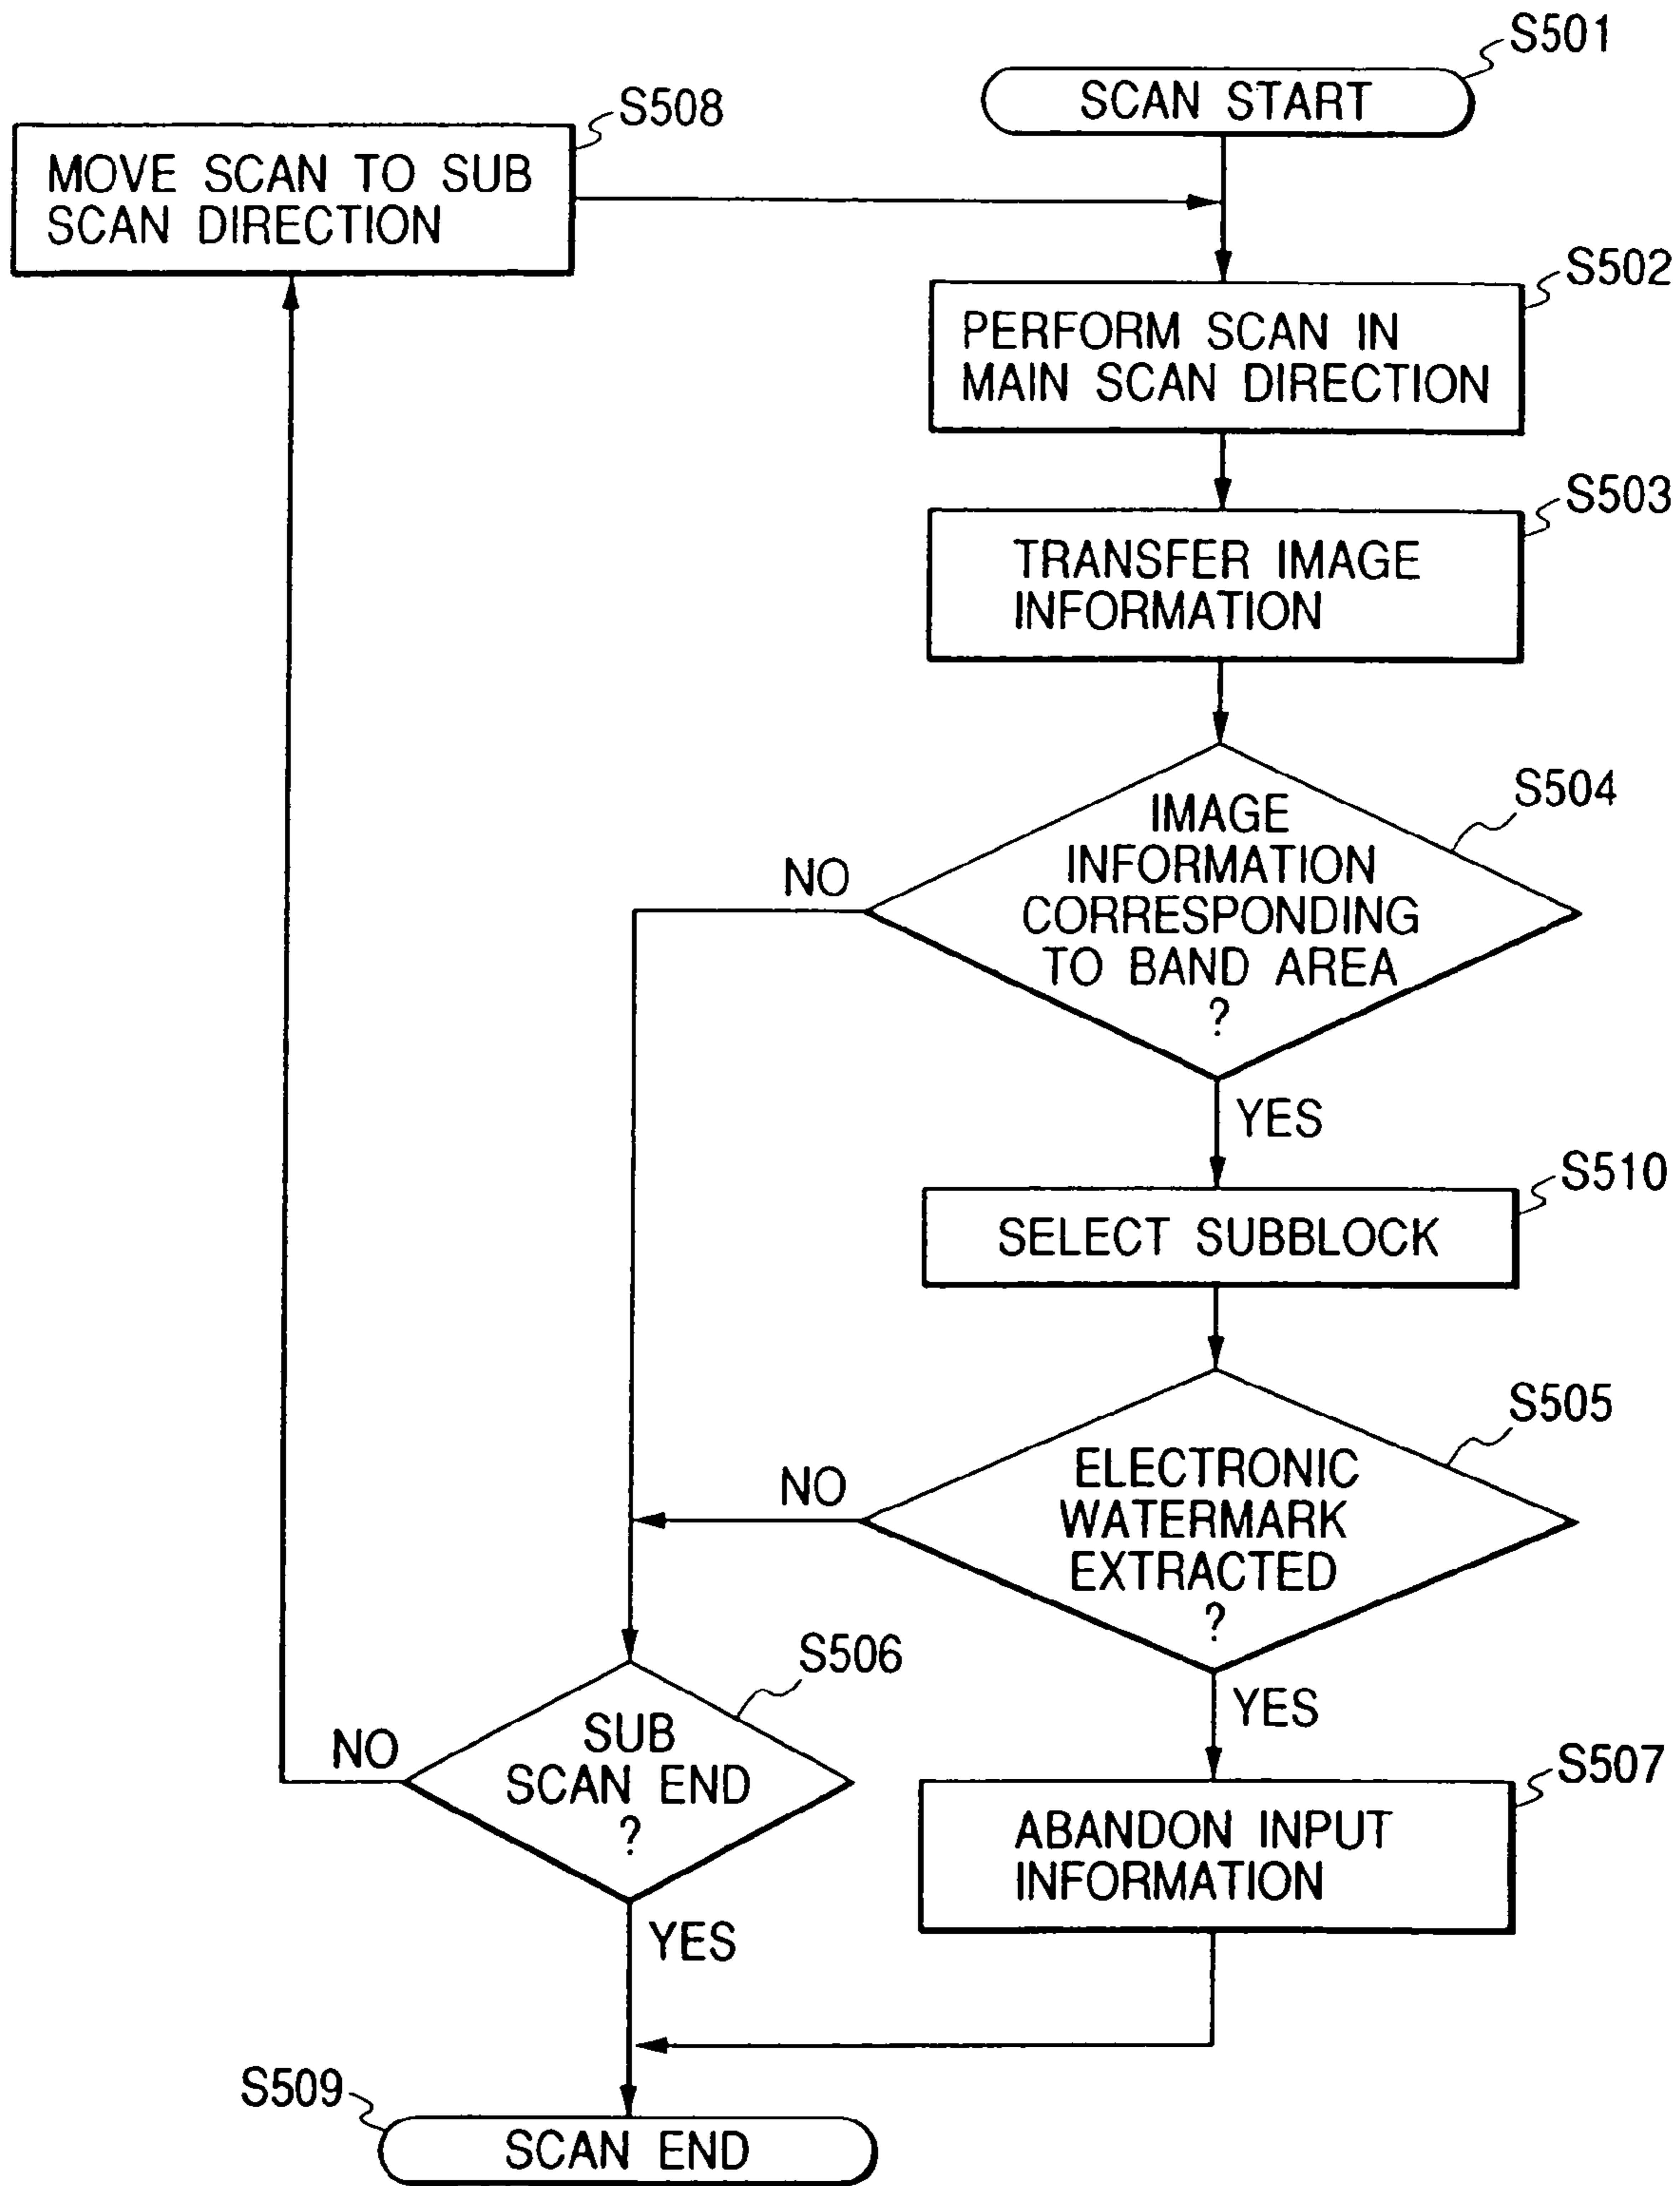 S501
SCAN START
S508
MOVE SCAN TO SUB
SCAN DIRECTION
S502
PERFORM SCAN IN
MAIN SCAN DIRECTION
S503
TRANSFER IMAGE
INFORMATION
S504
IMAGE
INFORMATION
CORRESPONDING
TO BAND AREA
?
NO
YES
S510
SELECT SUBBLOCK
S505
ELECTRONIC
WATERMARK
EXTRACTED
?
NO
YES
S506
SUB
SCAN END
?
NO
YES
S507
ABANDON INPUT
INFORMATION
S509
SCAN END